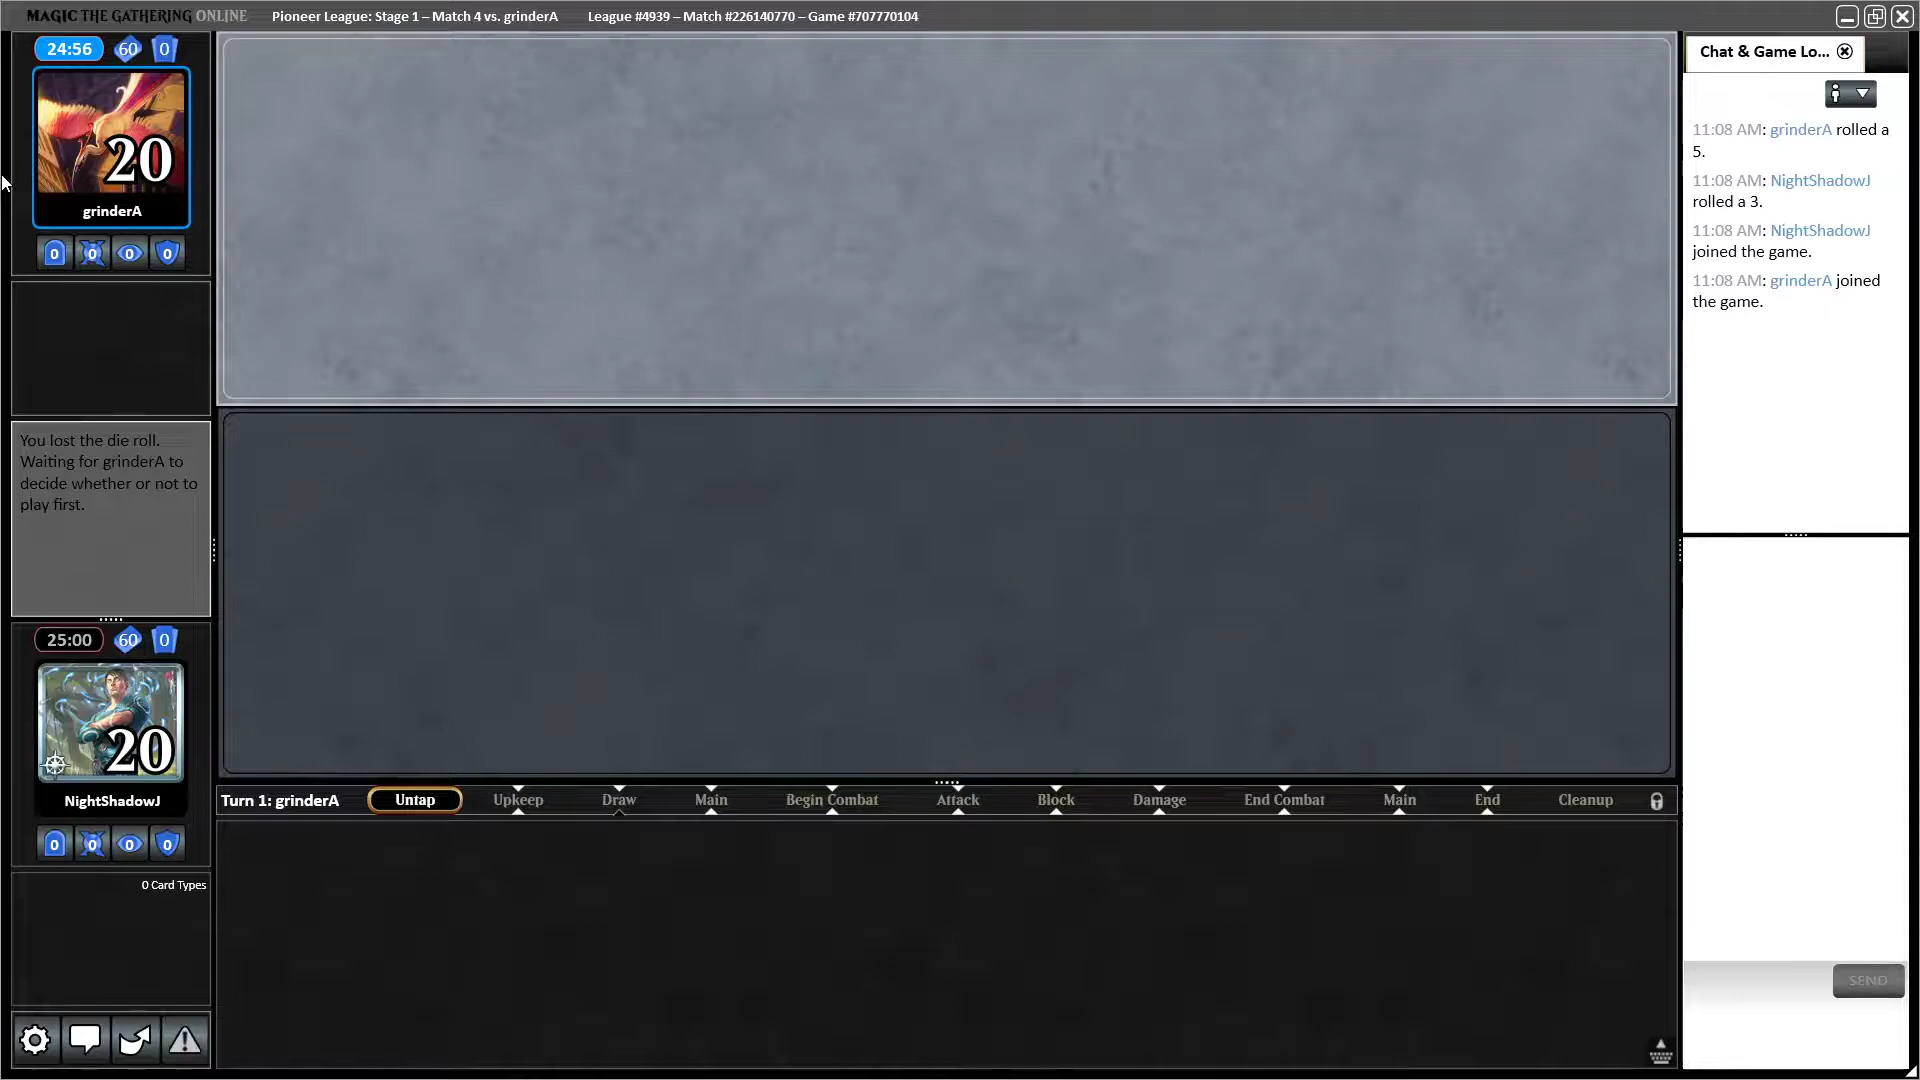 MAGIC THE GATHERING ONLINE
Pioneer League: Stage 1 – Match 4 vs. grinderA
League #4939 – Match #226140770 – Game #707770104
24:56 60 0
20
grinderA
0 0 0 0
You lost the die roll.
Waiting for grinderA to
decide whether or not to
play first.
25:00 60 0
20
NightShadowJ
0 0 0 0
0 Card Types
Turn 1: grinderA Untap Upkeep Draw Main Begin Combat Attack Block Damage End Combat Main End Cleanup
Chat & Game Lo...
11:08 AM: grinderA rolled a
5.
11:08 AM: NightShadowJ
rolled a 3.
11:08 AM: NightShadowJ
joined the game.
11:08 AM: grinderA joined
the game.
SEND